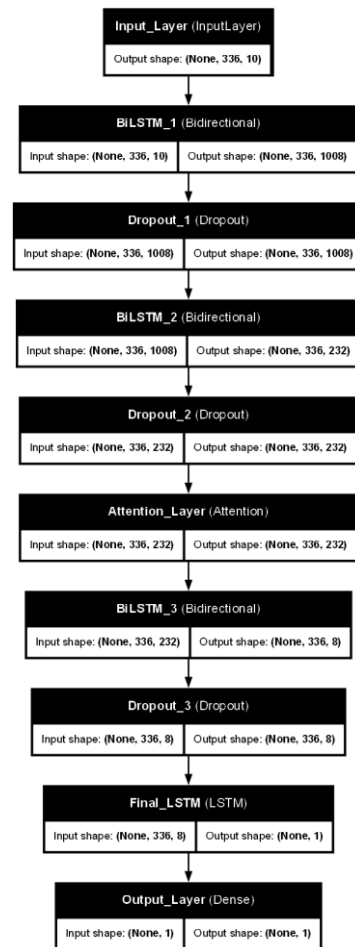 Input_Layer (InputLayer)
Output shape: (None, 336, 10)
BiLSTM_1 (Bidirectional)
Input shape: (None, 336, 10) Output shape: (None, 336, 1008)
Dropout_1 (Dropout)
Input shape: (None, 336, 1008) Output shape: (None, 336, 1008)
BiLSTM_2 (Bidirectional)
Input shape: (None, 336, 1008) Output shape: (None, 336, 232)
Dropout_2 (Dropout)
Input shape: (None, 336, 232) Output shape: (None, 336, 232)
Attention_Layer (Attention)
Input shape: (None, 336, 232) Output shape: (None, 336, 232)
BiLSTM_3 (Bidirectional)
Input shape: (None, 336, 232) Output shape: (None, 336, 8)
Dropout_3 (Dropout)
Input shape: (None, 336, 8) Output shape: (None, 336, 8)
Final_LSTM (LSTM)
Input shape: (None, 336, 8) Output shape: (None, 1)
Output_Layer (Dense)
Input shape: (None, 1) Output shape: (None, 1)